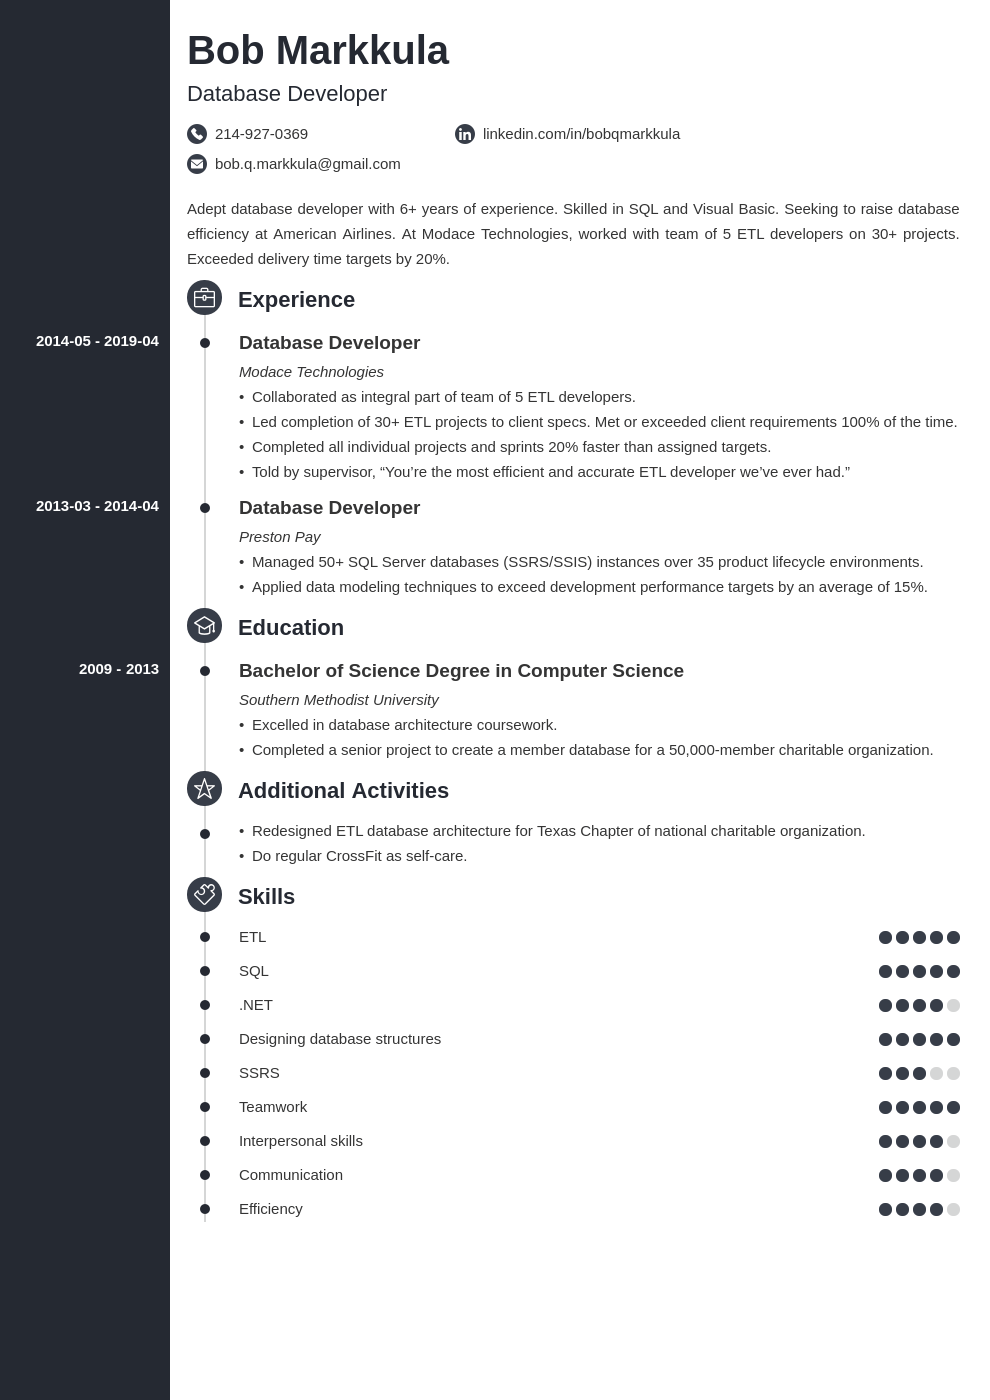 Bob Markkula
Database Developer
214-927-0369
linkedin.com/in/bobqmarkkula
bob.q.markkula@gmail.com
Adept database developer with 6+ years of experience. Skilled in SQL and Visual Basic. Seeking to raise database
efficiency at American Airlines. At Modace Technologies, worked with team of 5 ETL developers on 30+ projects.
Exceeded delivery time targets by 20%.
Experience
2014-05 - 2019-04
Database Developer
Modace Technologies
• Collaborated as integral part of team of 5 ETL developers.
• Led completion of 30+ ETL projects to client specs. Met or exceeded client requirements 100% of the time.
• Completed all individual projects and sprints 20% faster than assigned targets.
• Told by supervisor, “You’re the most efficient and accurate ETL developer we’ve ever had.”
2013-03 - 2014-04
Database Developer
Preston Pay
• Managed 50+ SQL Server databases (SSRS/SSIS) instances over 35 product lifecycle environments.
• Applied data modeling techniques to exceed development performance targets by an average of 15%.
Education
2009 - 2013
Bachelor of Science Degree in Computer Science
Southern Methodist University
• Excelled in database architecture coursework.
• Completed a senior project to create a member database for a 50,000-member charitable organization.
Additional Activities
• Redesigned ETL database architecture for Texas Chapter of national charitable organization.
• Do regular CrossFit as self-care.
Skills
ETL
SQL
.NET
Designing database structures
SSRS
Teamwork
Interpersonal skills
Communication
Efficiency